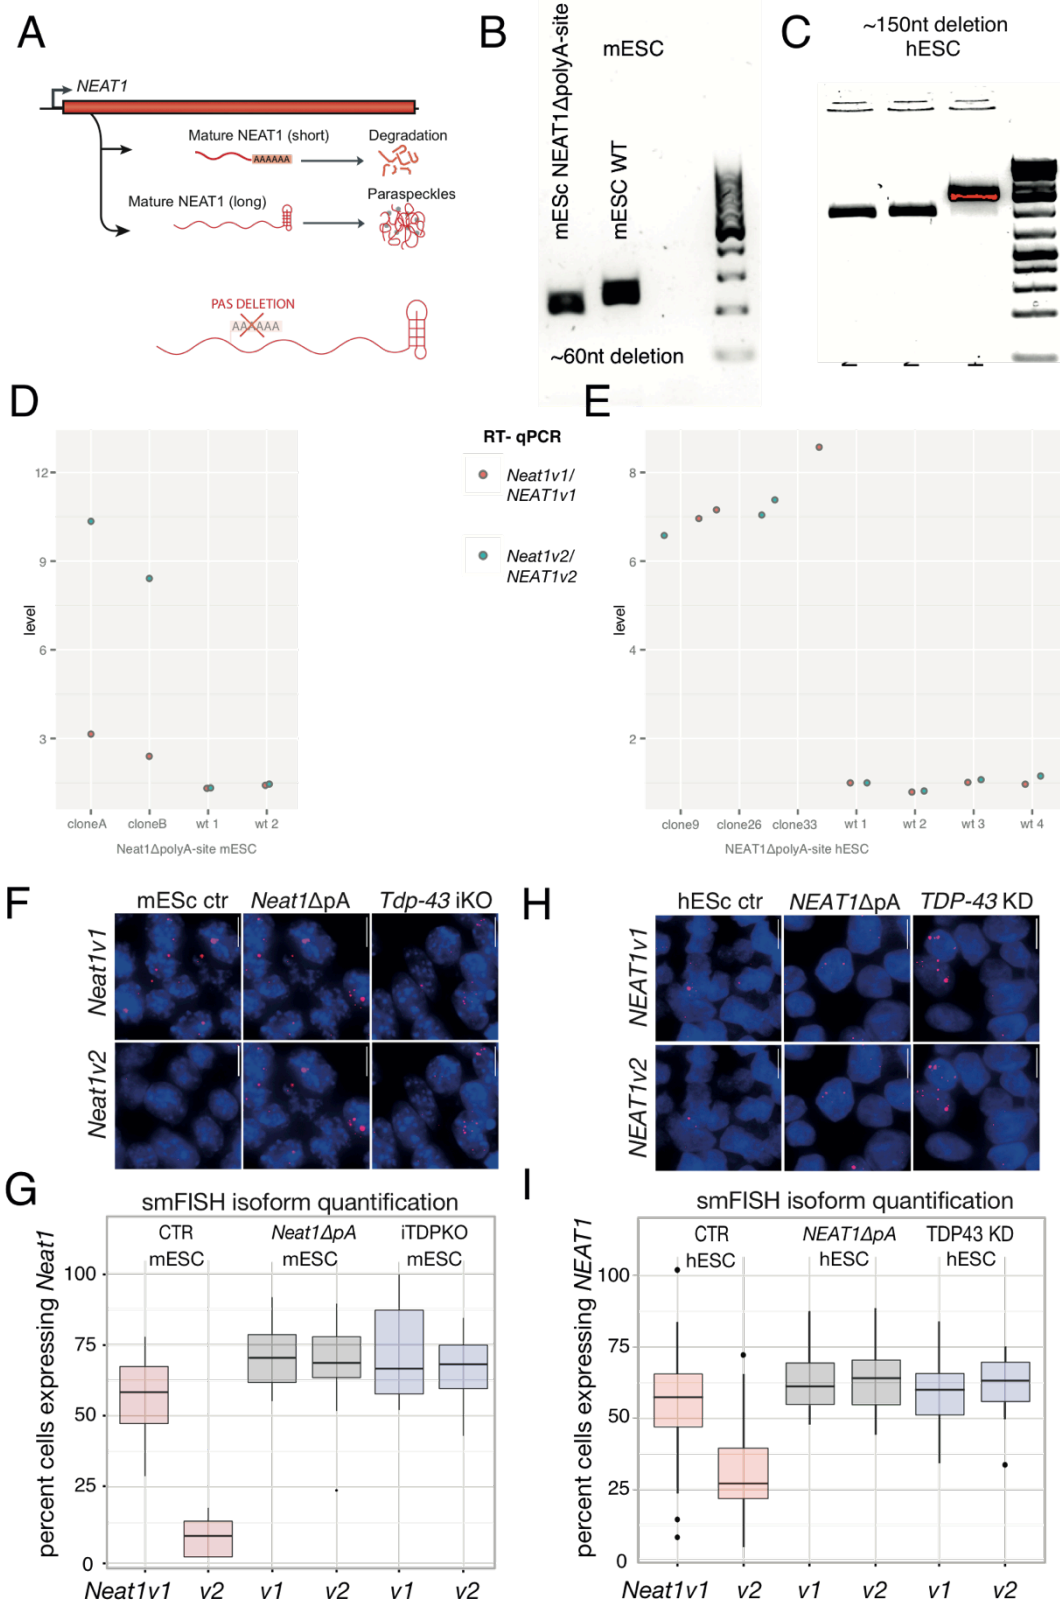 A
NEAT1
Mature NEAT1 (short)
AAAAAA
Degradation
Mature NEAT1 (long)
Paraspeckles
PAS DELETION
AAAAAA
B
mESc NEAT1ΔpolyA-site
mESC WT
mESC
~60nt deletion
C
~150nt deletion
hESC
D
level
12
9
6
3
cloneA
cloneB
wt 1
wt 2
Neat1ΔpolyA-site mESC
RT- qPCR
Neat1v1/
NEAT1v1
Neat1v2/
NEAT1v2
E
level
8
6
4
2
clone9
clone26
clone33
wt 1
wt 2
wt 3
wt 4
NEAT1ΔpolyA-site hESC
F
mESc ctr
Neat1ΔpA
Tdp-43 iKO
Neat1v1
Neat1v2
H
hESc ctr
NEAT1ΔpA
TDP-43 KD
NEAT1v1
NEAT1v2
G
smFISH isoform quantification
CTR
mESC
Neat1ΔpA
mESC
iTDPKO
mESC
percent cells expressing Neat1
100
75
50
25
0
Neat1v1
v2
v1
v2
v1
v2
I
smFISH isoform quantification
CTR
hESC
NEAT1ΔpA
hESC
TDP43 KD
hESC
percent cells expressing NEAT1
100
75
50
25
0
Neat1v1
v2
v1
v2
v1
v2